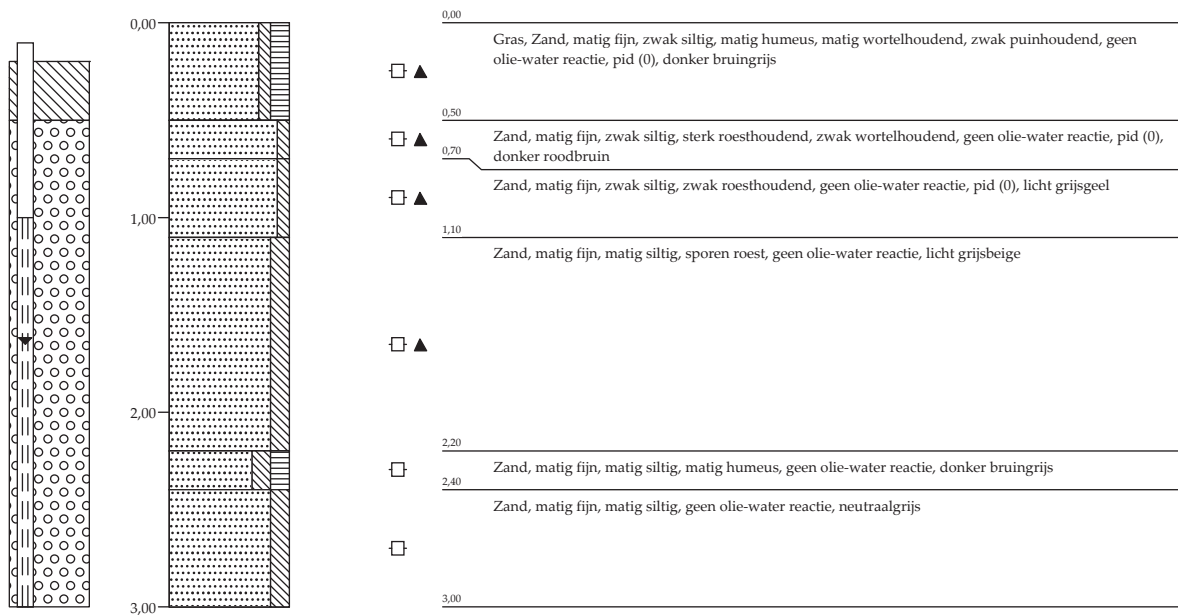 0,00
0,00
Gras, Zand, matig fijn, zwak siltig, matig humeus, matig wortelhoudend, zwak puinhoudend, geen
olie-water reactie, pid (0), donker bruingrijs
0,50
Zand, matig fijn, zwak siltig, sterk roesthoudend, zwak wortelhoudend, geen olie-water reactie, pid (0),
donker roodbruin
0,70
Zand, matig fijn, zwak siltig, zwak roesthoudend, geen olie-water reactie, pid (0), licht grijsgeel
1,00
1,10
Zand, matig fijn, matig siltig, sporen roest, geen olie-water reactie, licht grijsbeige
2,00
2,20
Zand, matig fijn, matig siltig, matig humeus, geen olie-water reactie, donker bruingrijs
2,40
Zand, matig fijn, matig siltig, geen olie-water reactie, neutraalgrijs
3,00
3,00